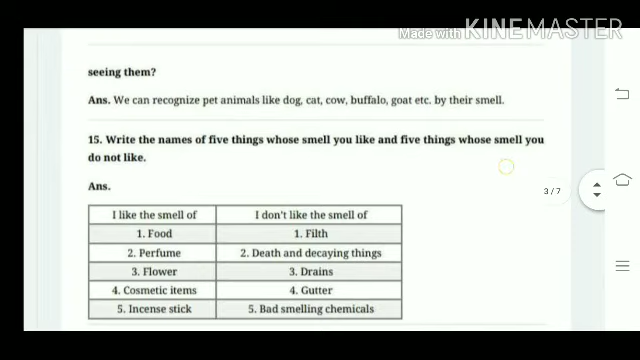 Made with KINEMASTER
seeing them?
Ans. We can recognize pet animals like dog, cat, cow, buffalo, goat etc. by their smell.
15. Write the names of five things whose smell you like and five things whose smell you
do not like.
3 / 7
Ans.
I like the smell of I don't like the smell of
1. Food 1. Filth
2. Perfume 2. Death and decaying things
3. Flower 3. Drains
4. Cosmetic items 4. Gutter
5. Incense stick 5. Bad smelling chemicals